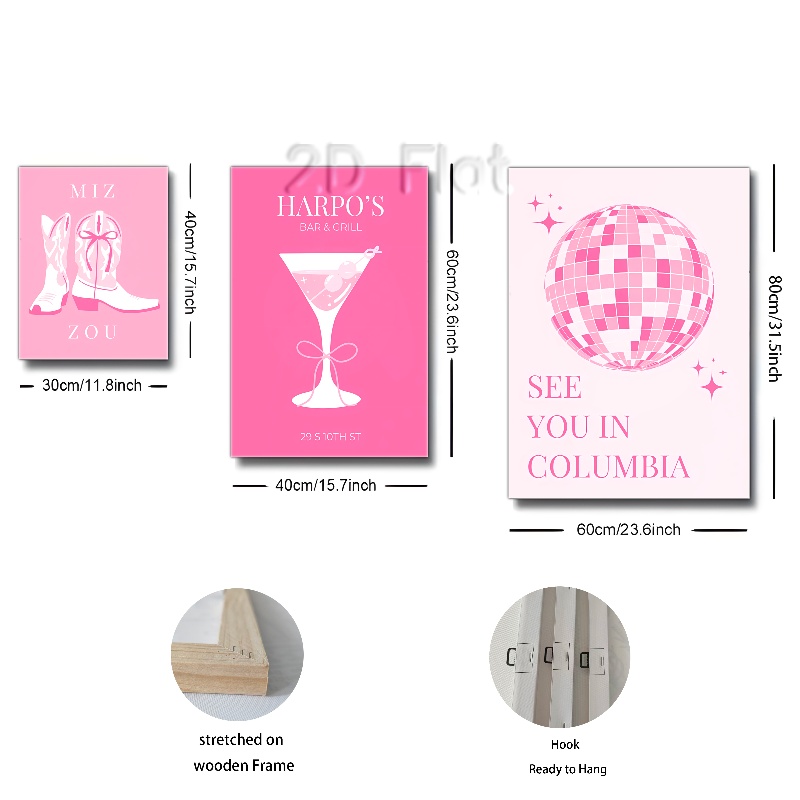 2D Flat
MIZ
ZOU
40cm/15.7inch
30cm/11.8inch
HARPO'S
BAR & GRILL
29 S 10TH ST
60cm/23.6inch
40cm/15.7inch
SEE
YOU IN
COLUMBIA
80cm/31.5inch
60cm/23.6inch
stretched on
wooden Frame
Hook
Ready to Hang